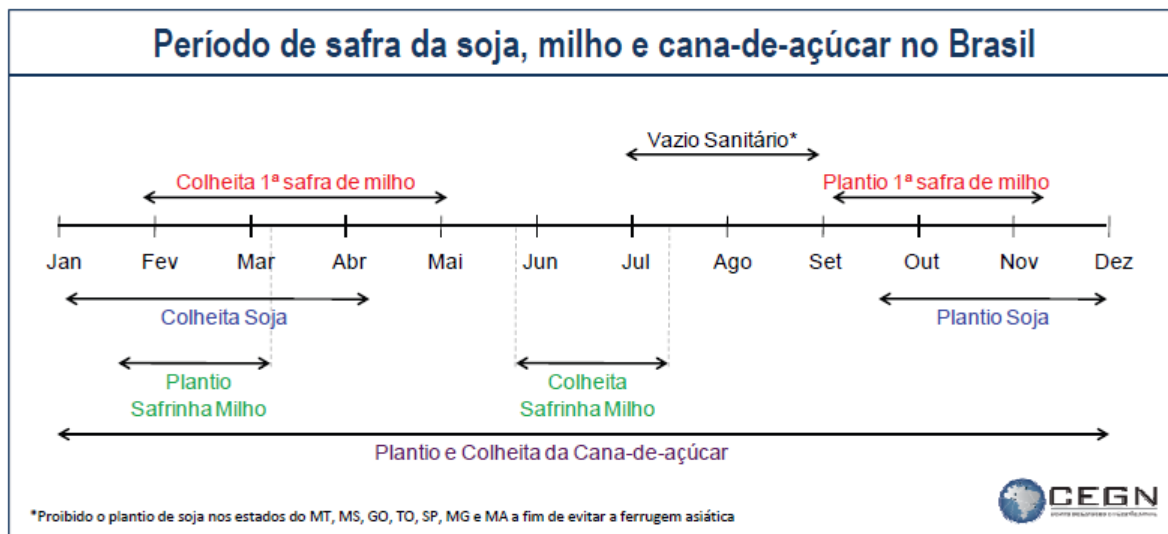 Período de safra da soja, milho e cana-de-açúcar no Brasil
Vazio Sanitário*
Colheita 1ª safra de milho
Plantio 1ª safra de milho
Jan Fev Mar Abr Mai Jun Jul Ago Set Out Nov Dez
Colheita Soja
Plantio Soja
Plantio
Safrinha Milho
Colheita
Safrinha Milho
Plantio e Colheita da Cana-de-açúcar
CEGN
*Proibido o plantio de soja nos estados do MT, MS, GO, TO, SP, MG e MA a fim de evitar a ferrugem asiática